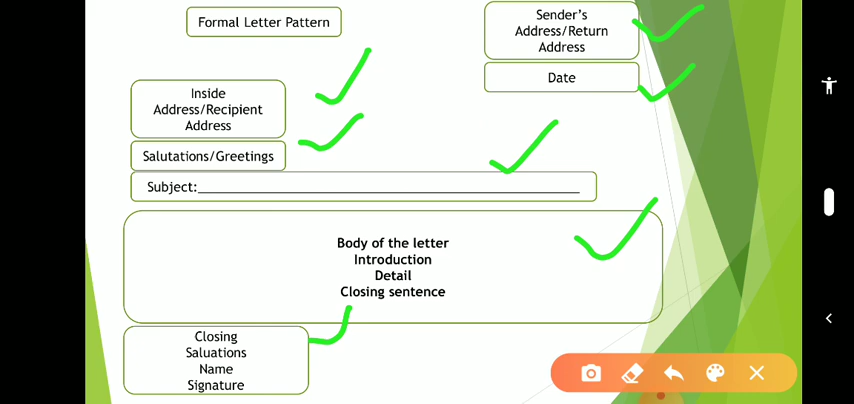 Formal Letter Pattern
Sender's
Address/Return
Address
Date
Inside
Address/Recipient
Address
Salutations/Greetings
Subject:
Body of the letter
Introduction
Detail
Closing sentence
Closing
Saluations
Name
Signature